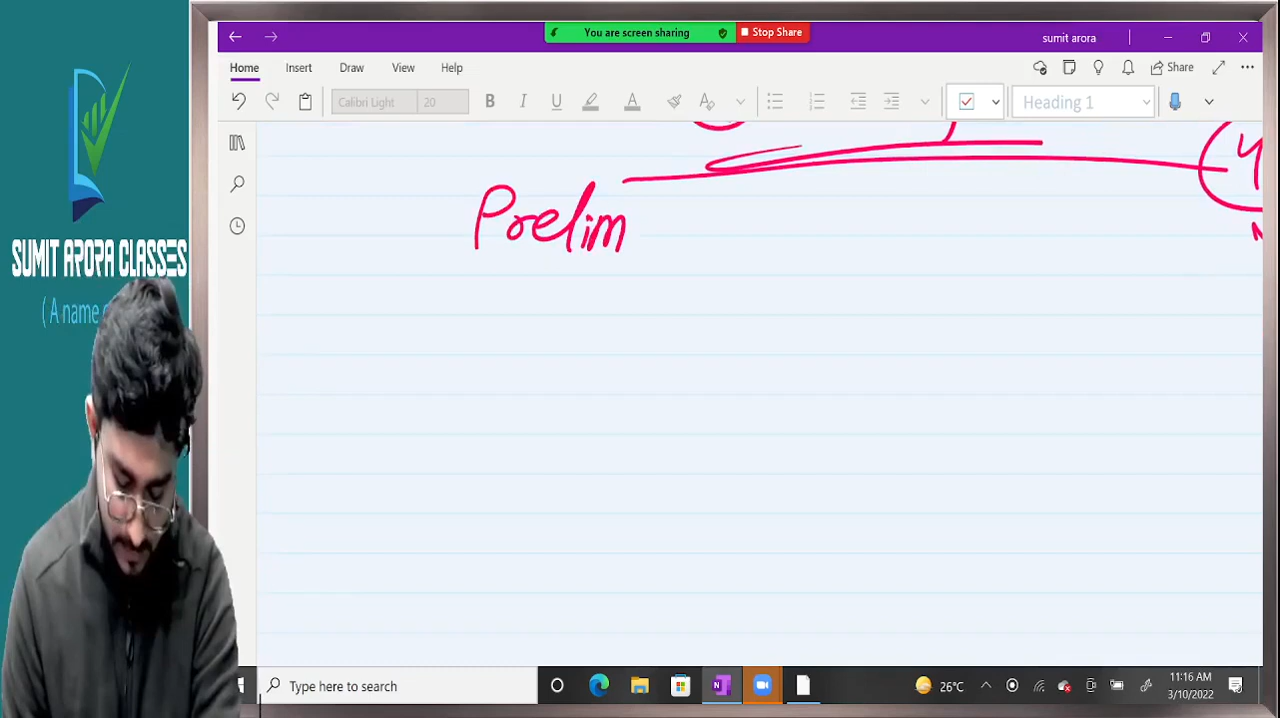 You are screen sharing
Stop Share
sumit arora
Home
Insert
Draw
View
Help
Share
Calibri Light
20
B
I
U
A
Heading 1
SUMIT ARORA CLASSES
( A name
Prelim
Type here to search
26°C
11:16 AM
3/10/2022